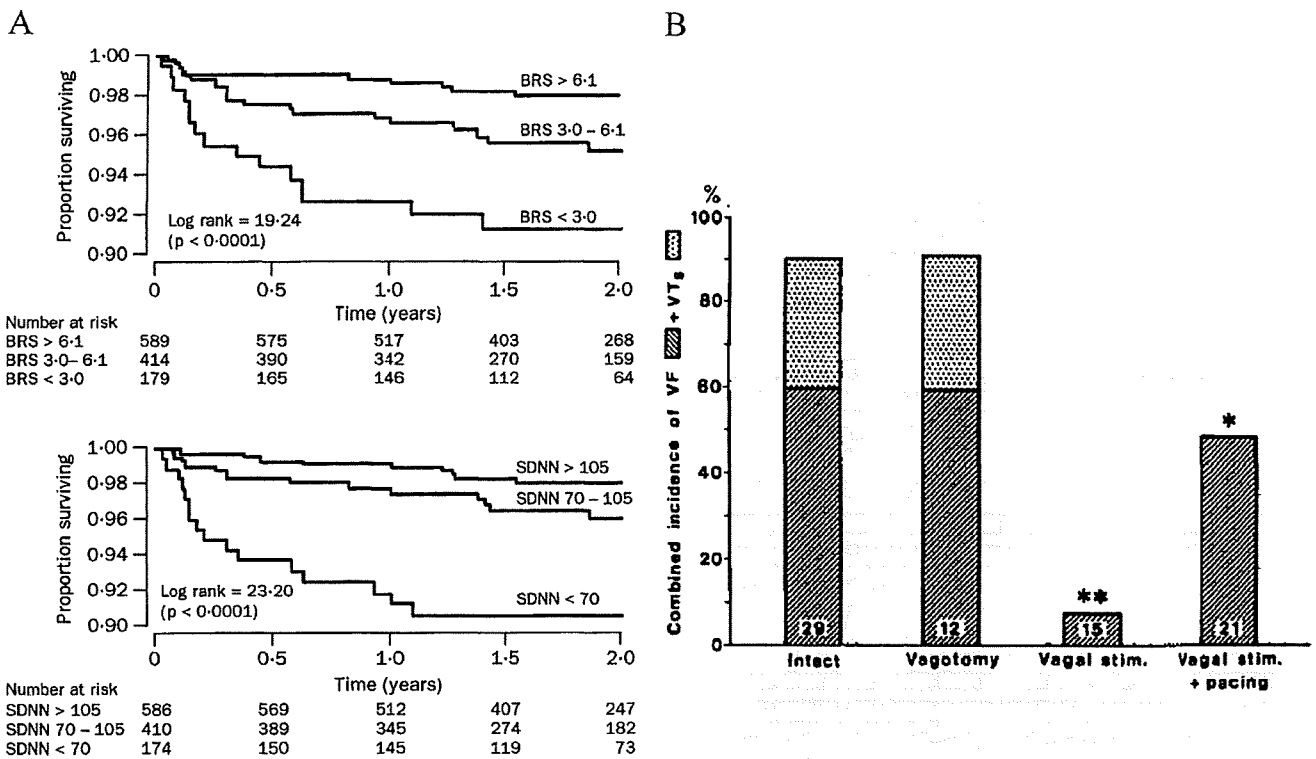 A
1·00
0·98
0·96
0·94
0·92
0·90
Proportion surviving
BRS > 6·1
BRS 3·0 – 6·1
BRS < 3·0
Log rank = 19·24
(p < 0·0001)
0 0·5 1·0 1·5 2·0
Time (years)
Number at risk
BRS > 6·1 589 575 517 403 268
BRS 3·0– 6·1 414 390 342 270 159
BRS < 3·0 179 165 146 112 64
1·00
0·98
0·96
0·94
0·92
0·90
Proportion surviving
SDNN > 105
SDNN 70 – 105
SDNN < 70
Log rank = 23·20
(p < 0·0001)
0 0·5 1·0 1·5 2·0
Time (years)
Number at risk
SDNN > 105 586 569 512 407 247
SDNN 70 – 105 410 389 345 274 182
SDNN < 70 174 150 145 119 73
B
%
100
80
60
40
20
0
Combined incidence of VF + VTs
**
*
29 12 15 21
Intact Vagotomy Vagal stim. Vagal stim.
+ pacing